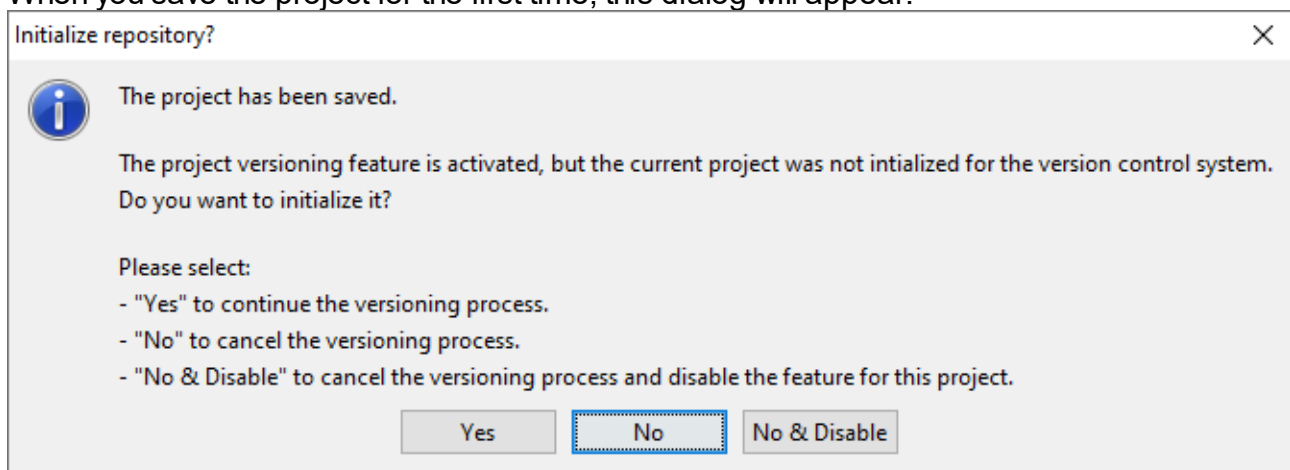 When you save the project for the first time, this dialog will appear:
Initialize repository?
The project has been saved.
The project versioning feature is activated, but the current project was not intialized for the version control system.
Do you want to initialize it?
Please select:
- "Yes" to continue the versioning process.
- "No" to cancel the versioning process.
- "No & Disable" to cancel the versioning process and disable the feature for this project.
Yes
No
No & Disable